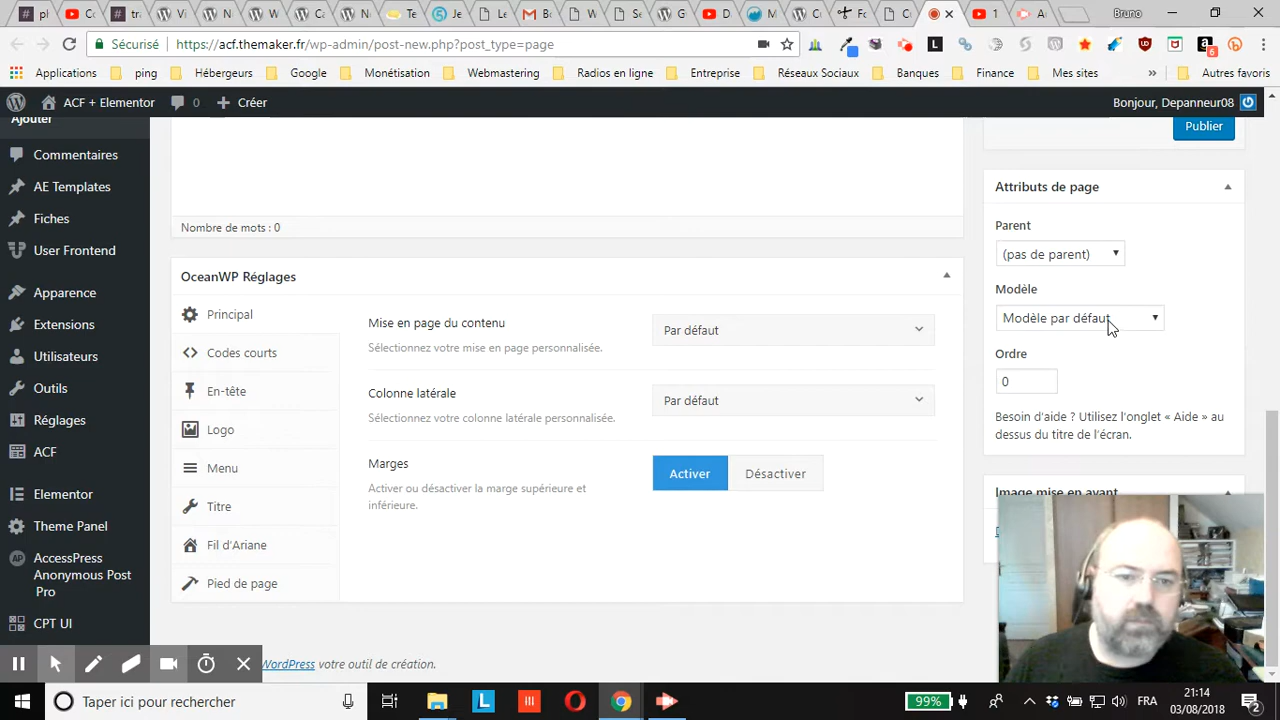 Bruno
Sécurisé
https://acf.themaker.fr/wp-admin/post-new.php?post_type=page
Applications
ping
Hébergeurs
Google
Monétisation
Webmastering
Radios en ligne
Entreprise
Réseaux Sociaux
Banques
Finance
Mes sites
»
Autres favoris
ACF + Elementor
0
Créer
Bonjour, Depanneur08
Ajouter
Commentaires
AE Templates
Fiches
User Frontend
Apparence
Extensions
Utilisateurs
Outils
Réglages
ACF
Elementor
Theme Panel
AccessPress
Anonymous Post
Pro
CPT UI
Nombre de mots : 0
OceanWP Réglages
Principal
Codes courts
En-tête
Logo
Menu
Titre
Fil d'Ariane
Pied de page
Mise en page du contenu
Sélectionnez votre mise en page personnalisée.
Par défaut
Colonne latérale
Sélectionnez votre colonne latérale personnalisée.
Par défaut
Marges
Activer ou désactiver la marge supérieure et
inférieure.
Activer
Désactiver
WordPress votre outil de création.
Publier
Attributs de page
Parent
(pas de parent)
Modèle
Modèle par défaut
Ordre
0
Besoin d'aide ? Utilisez l'onglet « Aide » au
dessus du titre de l'écran.
Image mise en avant
Taper ici pour rechercher
99%
FRA
21:14
03/08/2018
2